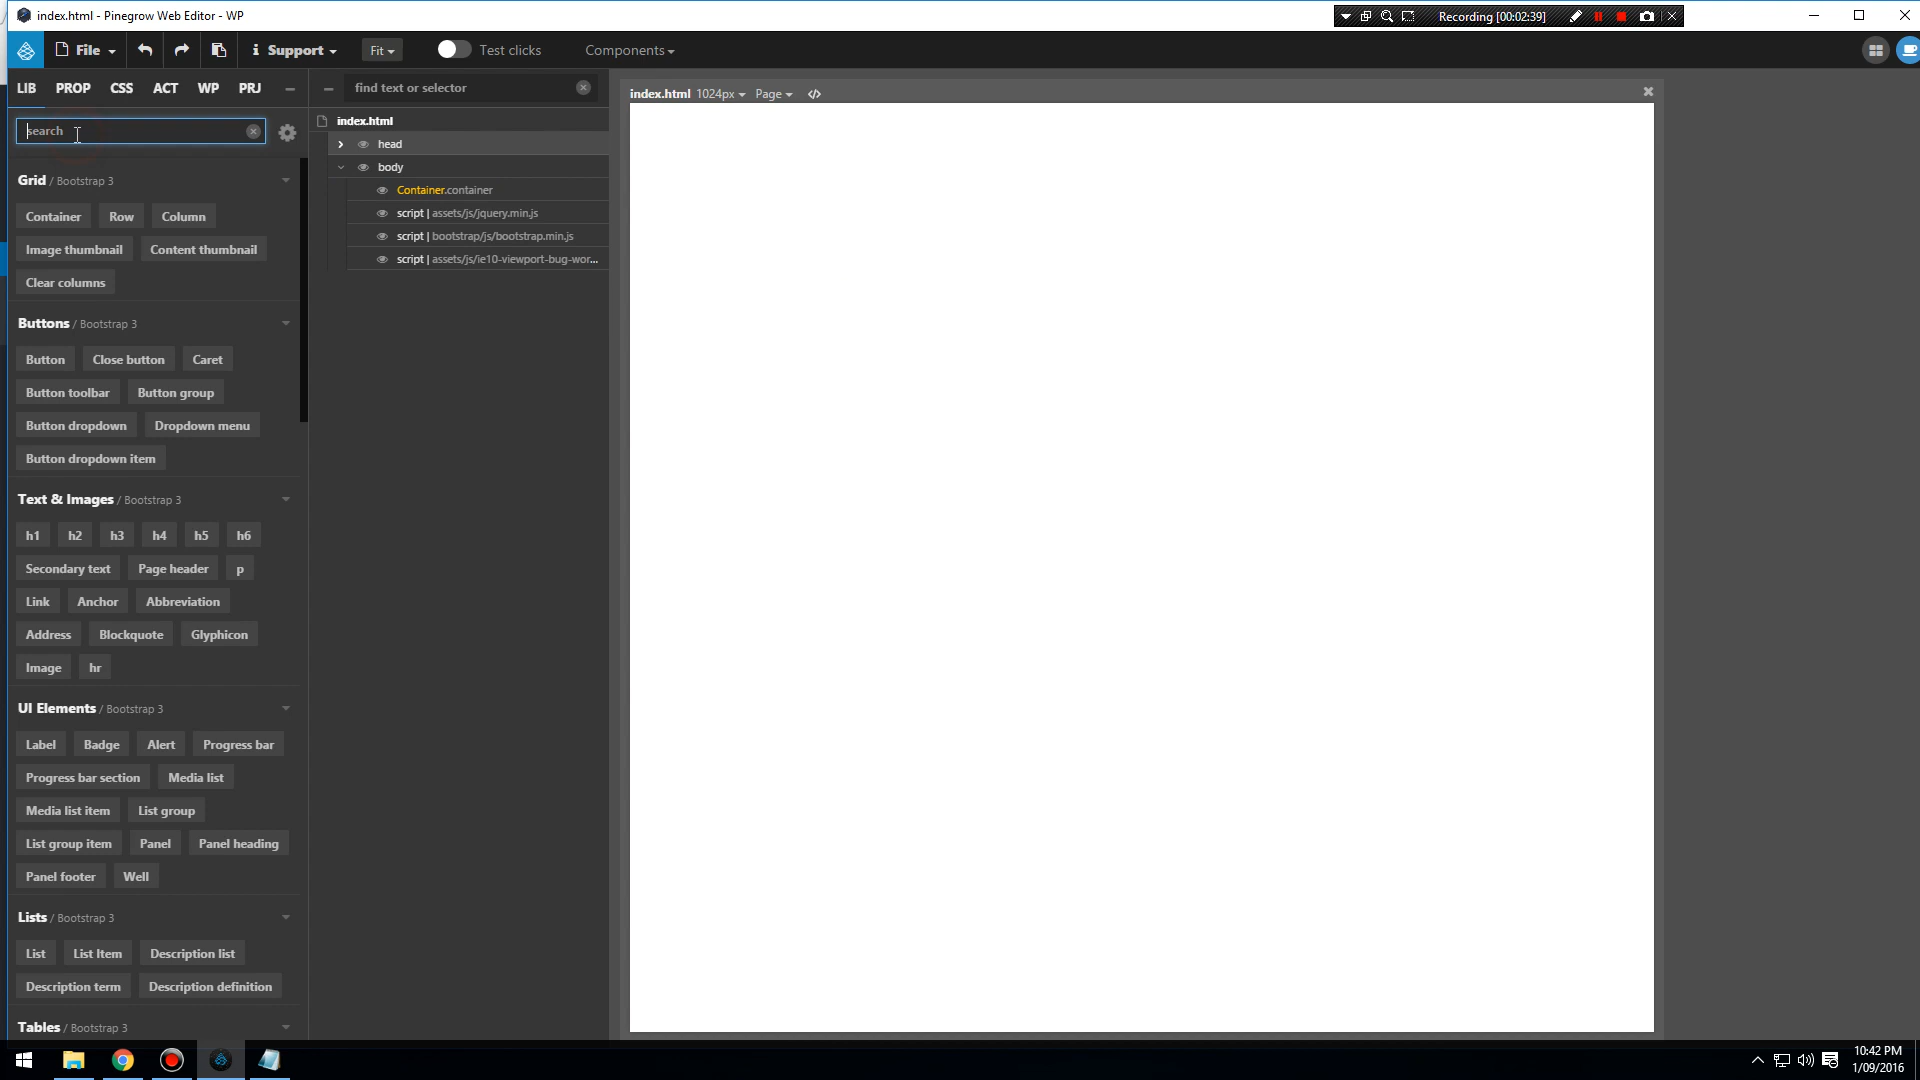 index.html - Pinegrow Web Editor - WP
Recording [00:02:39]
File
Support
Fit
Test clicks
Components
LIB PROP CSS ACT WP PRJ
find text or selector
index.html 1024px Page
search
index.html
head
body
Container.container
script | assets/js/jquery.min.js
script | bootstrap/js/bootstrap.min.js
script | assets/js/ie10-viewport-bug-wor...
Grid / Bootstrap 3
Container Row Column
Image thumbnail Content thumbnail
Clear columns
Buttons / Bootstrap 3
Button Close button Caret
Button toolbar Button group
Button dropdown Dropdown menu
Button dropdown item
Text & Images / Bootstrap 3
h1 h2 h3 h4 h5 h6
Secondary text Page header p
Link Anchor Abbreviation
Address Blockquote Glyphicon
Image hr
UI Elements / Bootstrap 3
Label Badge Alert Progress bar
Progress bar section Media list
Media list item List group
List group item Panel Panel heading
Panel footer Well
Lists / Bootstrap 3
List List Item Description list
Description term Description definition
Tables / Bootstrap 3
10:42 PM
1/09/2016